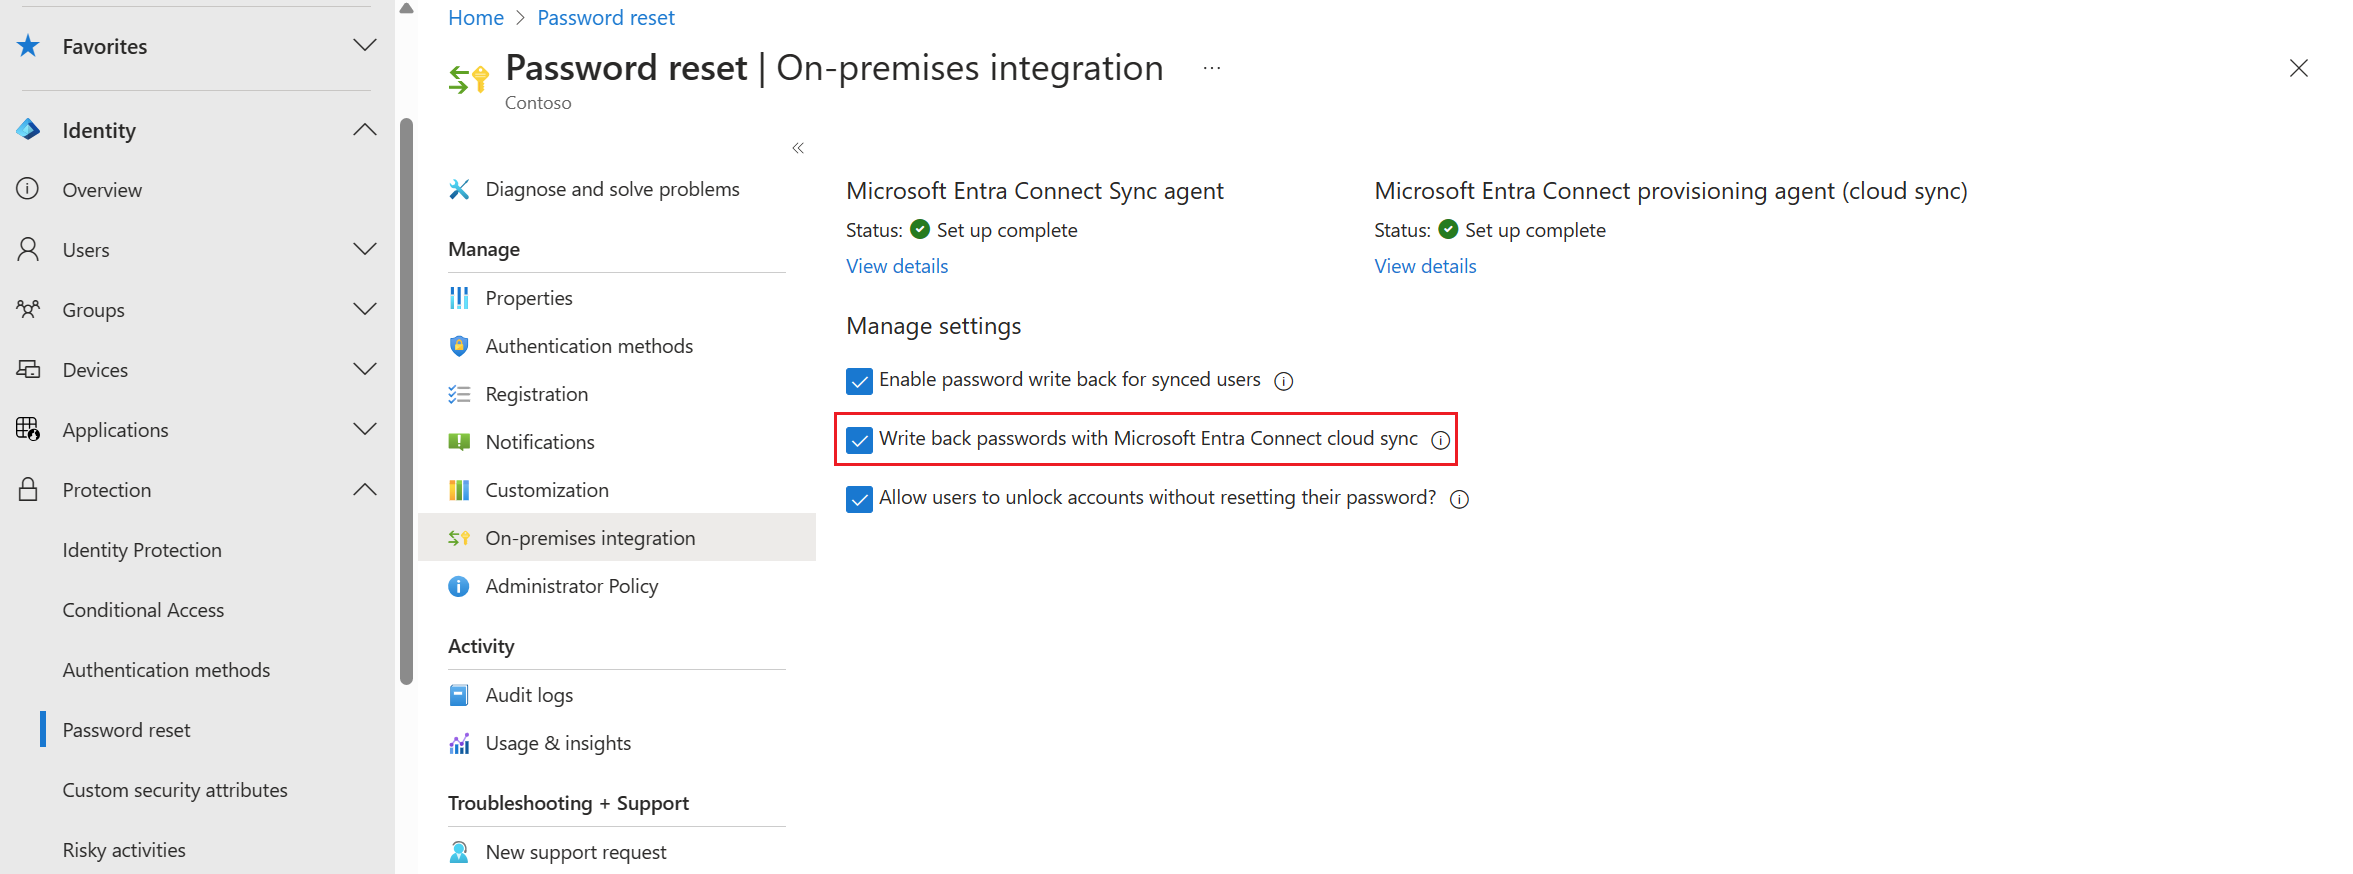 Favorites
Identity
Overview
Users
Groups
Devices
Applications
Protection
Identity Protection
Conditional Access
Authentication methods
Password reset
Custom security attributes
Risky activities
Home > Password reset
Password reset | On-premises integration ...
Contoso
Diagnose and solve problems
Manage
Properties
Authentication methods
Registration
Notifications
Customization
On-premises integration
Administrator Policy
Activity
Audit logs
Usage & insights
Troubleshooting + Support
New support request
Microsoft Entra Connect Sync agent
Status: Set up complete
View details
Microsoft Entra Connect provisioning agent (cloud sync)
Status: Set up complete
View details
Manage settings
Enable password write back for synced users
Write back passwords with Microsoft Entra Connect cloud sync
Allow users to unlock accounts without resetting their password?